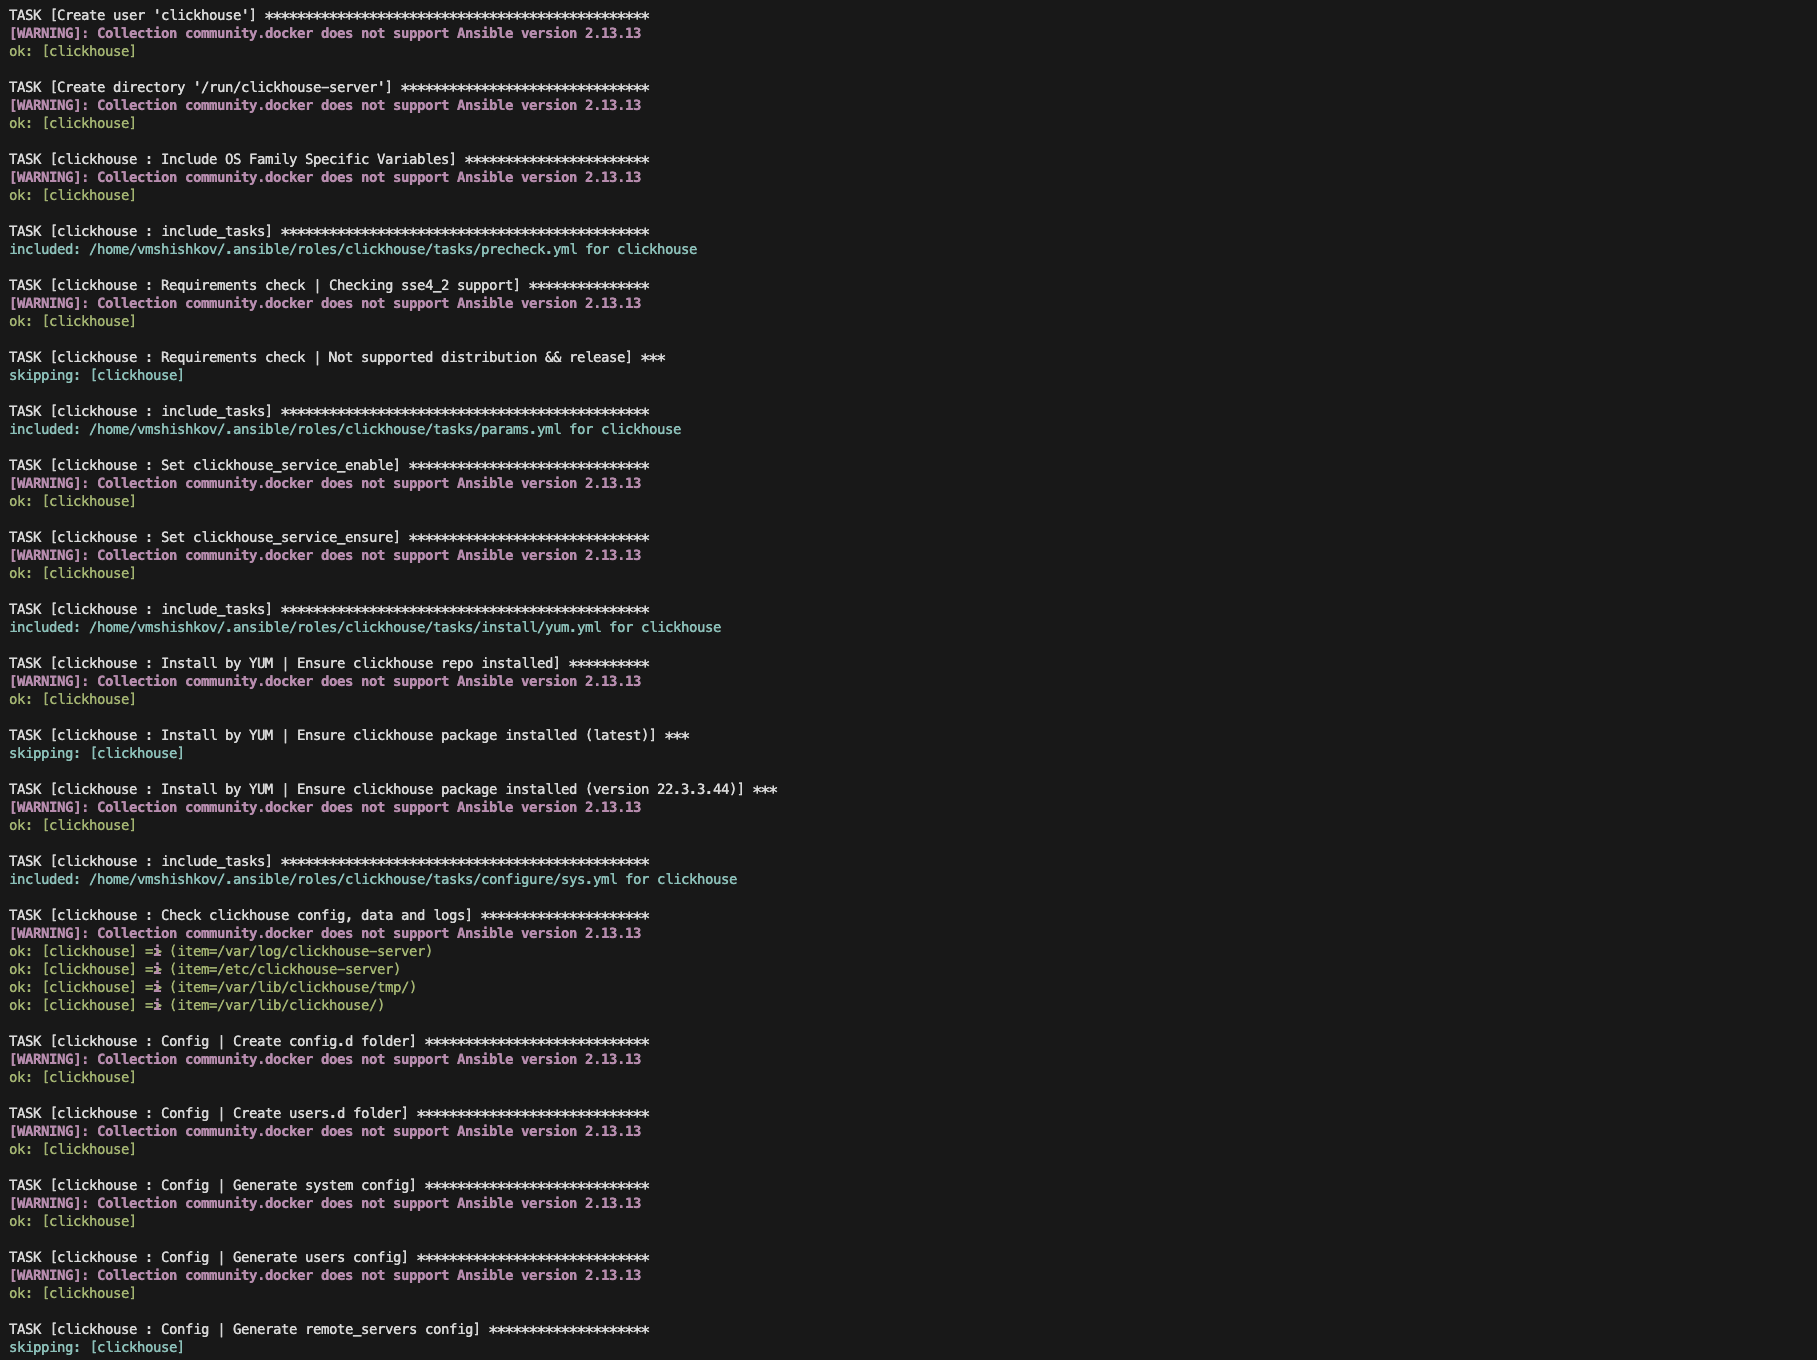 TASK [Create user 'clickhouse'] ************************************************
[WARNING]: Collection community.docker does not support Ansible version 2.13.13
ok: [clickhouse]
TASK [Create directory '/run/clickhouse-server'] *******************************
[WARNING]: Collection community.docker does not support Ansible version 2.13.13
ok: [clickhouse]
TASK [clickhouse : Include OS Family Specific Variables] ***********************
[WARNING]: Collection community.docker does not support Ansible version 2.13.13
ok: [clickhouse]
TASK [clickhouse : include_tasks] **********************************************
included: /home/vmshishkov/.ansible/roles/clickhouse/tasks/precheck.yml for clickhouse
TASK [clickhouse : Requirements check | Checking sse4_2 support] ***************
[WARNING]: Collection community.docker does not support Ansible version 2.13.13
ok: [clickhouse]
TASK [clickhouse : Requirements check | Not supported distribution && release] ***
skipping: [clickhouse]
TASK [clickhouse : include_tasks] **********************************************
included: /home/vmshishkov/.ansible/roles/clickhouse/tasks/params.yml for clickhouse
TASK [clickhouse : Set clickhouse_service_enable] ******************************
[WARNING]: Collection community.docker does not support Ansible version 2.13.13
ok: [clickhouse]
TASK [clickhouse : Set clickhouse_service_ensure] ******************************
[WARNING]: Collection community.docker does not support Ansible version 2.13.13
ok: [clickhouse]
TASK [clickhouse : include_tasks] **********************************************
included: /home/vmshishkov/.ansible/roles/clickhouse/tasks/install/yum.yml for clickhouse
TASK [clickhouse : Install by YUM | Ensure clickhouse repo installed] **********
[WARNING]: Collection community.docker does not support Ansible version 2.13.13
ok: [clickhouse]
TASK [clickhouse : Install by YUM | Ensure clickhouse package installed (latest)] ***
skipping: [clickhouse]
TASK [clickhouse : Install by YUM | Ensure clickhouse package installed (version 22.3.3.44)] ***
[WARNING]: Collection community.docker does not support Ansible version 2.13.13
ok: [clickhouse]
TASK [clickhouse : include_tasks] **********************************************
included: /home/vmshishkov/.ansible/roles/clickhouse/tasks/configure/sys.yml for clickhouse
TASK [clickhouse : Check clickhouse config, data and logs] *********************
[WARNING]: Collection community.docker does not support Ansible version 2.13.13
ok: [clickhouse] => (item=/var/log/clickhouse-server)
ok: [clickhouse] => (item=/etc/clickhouse-server)
ok: [clickhouse] => (item=/var/lib/clickhouse/tmp/)
ok: [clickhouse] => (item=/var/lib/clickhouse/)
TASK [clickhouse : Config | Create config.d folder] ****************************
[WARNING]: Collection community.docker does not support Ansible version 2.13.13
ok: [clickhouse]
TASK [clickhouse : Config | Create users.d folder] *****************************
[WARNING]: Collection community.docker does not support Ansible version 2.13.13
ok: [clickhouse]
TASK [clickhouse : Config | Generate system config] ****************************
[WARNING]: Collection community.docker does not support Ansible version 2.13.13
ok: [clickhouse]
TASK [clickhouse : Config | Generate users config] *****************************
[WARNING]: Collection community.docker does not support Ansible version 2.13.13
ok: [clickhouse]
TASK [clickhouse : Config | Generate remote_servers config] ********************
skipping: [clickhouse]